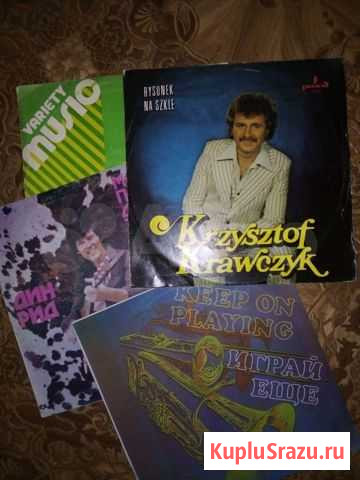 VARIETY
MUSIC
RYSUNEK
NA SZKLE
Krzysztof
Krawczyk
ДИН
РИД
KEEP ON
PLAYING
ИГРАЙ
ЕЩЕ
KupluSrazu.ru